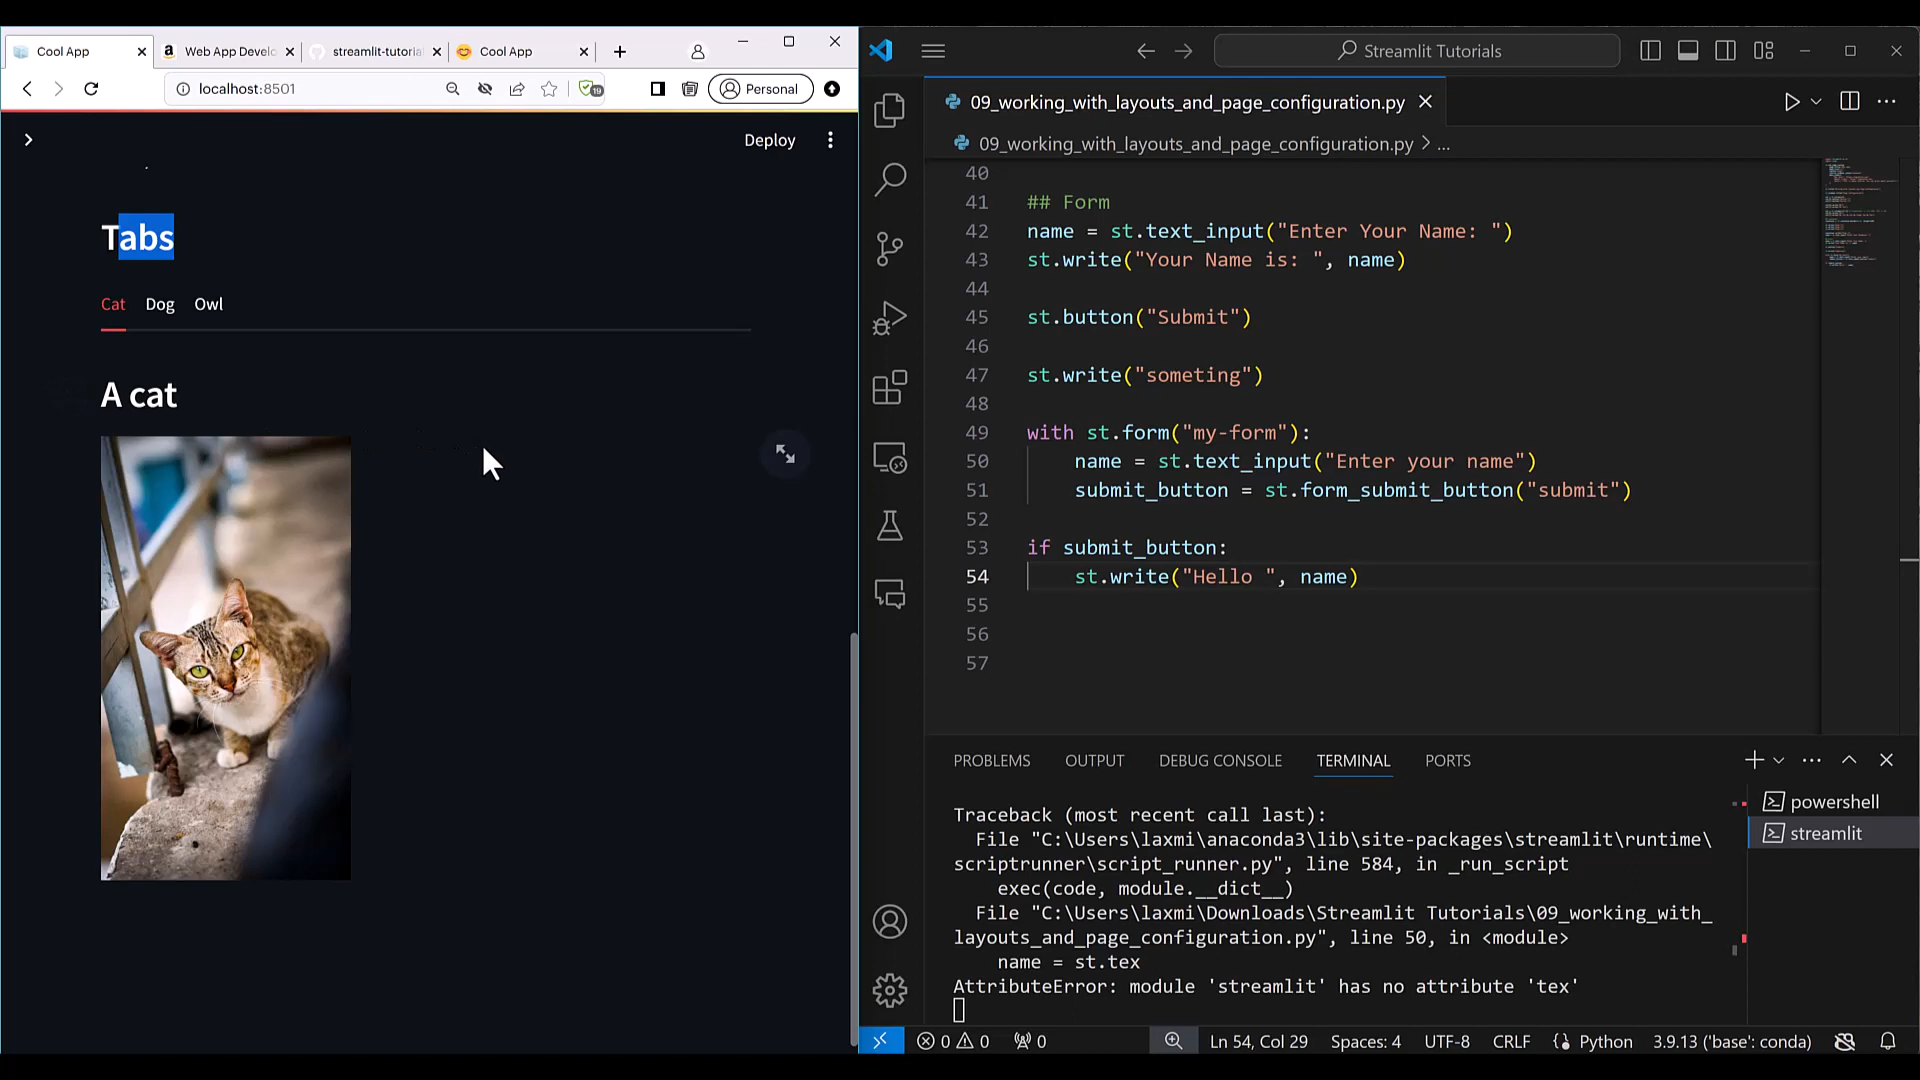 Cool App
Web App Develo
streamlit-tutoria
Cool App
localhost:8501
19
Personal
Deploy
Tabs
Cat Dog Owl
A cat
Streamlit Tutorials
09_working_with_layouts_and_page_configuration.py
09_working_with_layouts_and_page_configuration.py > ...
40
41 ## Form
42 name = st.text_input("Enter Your Name: ")
43 st.write("Your Name is: ", name)
44
45 st.button("Submit")
46
47 st.write("someting")
48
49 with st.form("my-form"):
50 name = st.text_input("Enter your name")
51 submit_button = st.form_submit_button("submit")
52
53 if submit_button:
54 st.write("Hello ", name)
55
56
57
PROBLEMS OUTPUT DEBUG CONSOLE TERMINAL PORTS
Traceback (most recent call last):
File "C:\Users\laxmi\anaconda3\lib\site-packages\streamlit\runtime\
scriptrunner\script_runner.py", line 584, in _run_script
exec(code, module.__dict__)
File "C:\Users\laxmi\Downloads\Streamlit Tutorials\09_working_with_
layouts_and_page_configuration.py", line 50, in <module>
name = st.tex
AttributeError: module 'streamlit' has no attribute 'tex'
powershell
streamlit
0 0 0 Ln 54, Col 29 Spaces: 4 UTF-8 CRLF Python 3.9.13 ('base': conda)